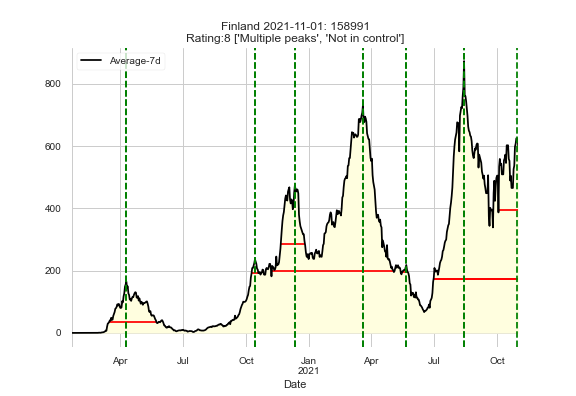 Finland 2021-11-01: 158991
Rating:8 ['Multiple peaks', 'Not in control']
Average-7d
800
600
400
200
0
Apr
Jul
Oct
Jan
2021
Apr
Jul
Oct
Date